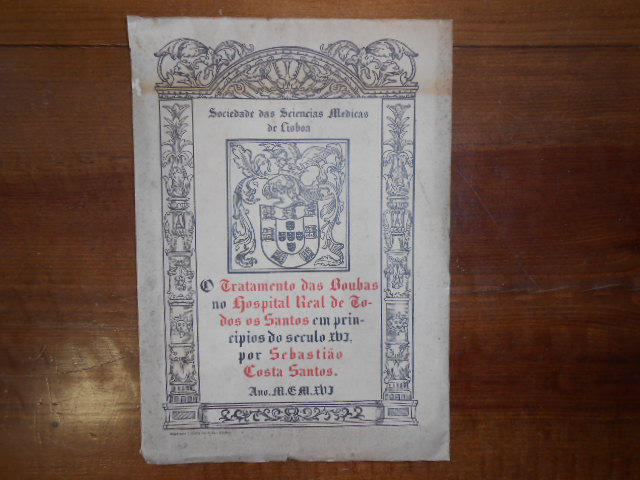 Sociedade das Sciencias Medicas
de Lisboa
O Tratamento das Boubas
no Hospital Real de To-
dos os Santos em prin-
cipios do seculo XVI,
por Sebastião
Costa Santos.
Ano. M.CM.XVI